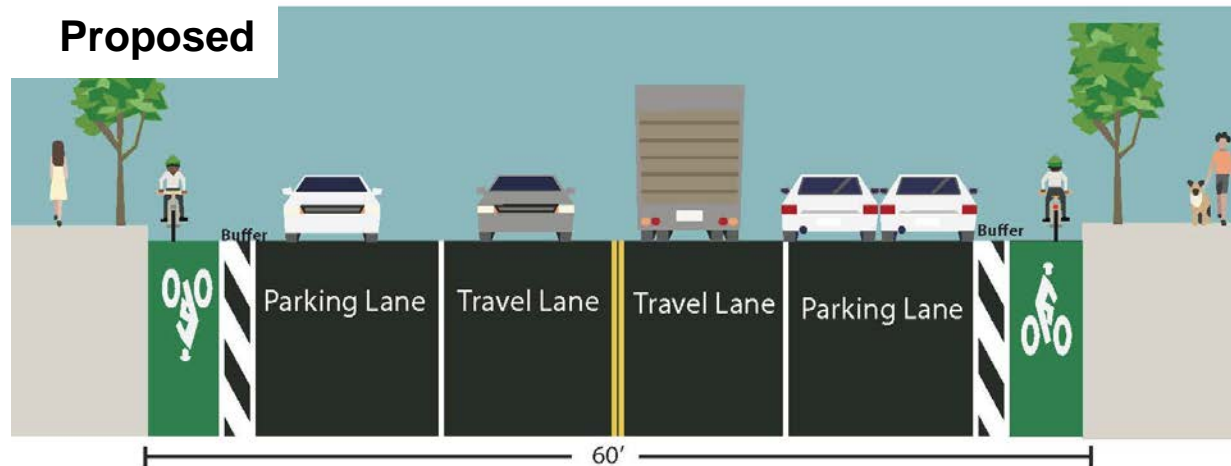 Proposed
Buffer
Buffer
Parking Lane
Travel Lane
Travel Lane
Parking Lane
60’